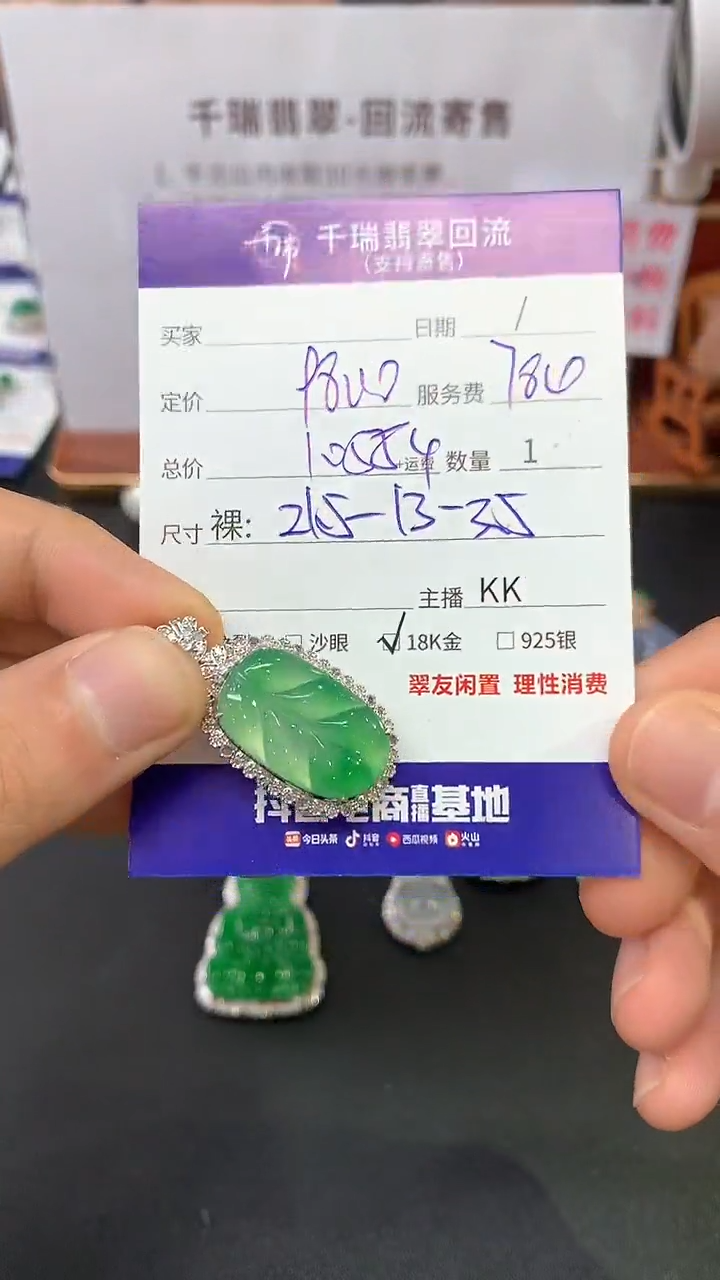 千瑞翡翠-回流寄售
千瑞翡翠回流
(支持寄售)
买家 日期 /
定价 9800 服务费 784
总价 10554 +运费 数量 1
尺寸 裸: 215-13-35
主播 KK
沙眼 18K金 925银
翠友闲置 理性消费
抖音电商直播基地
今日头条 抖音 西瓜视频 火山